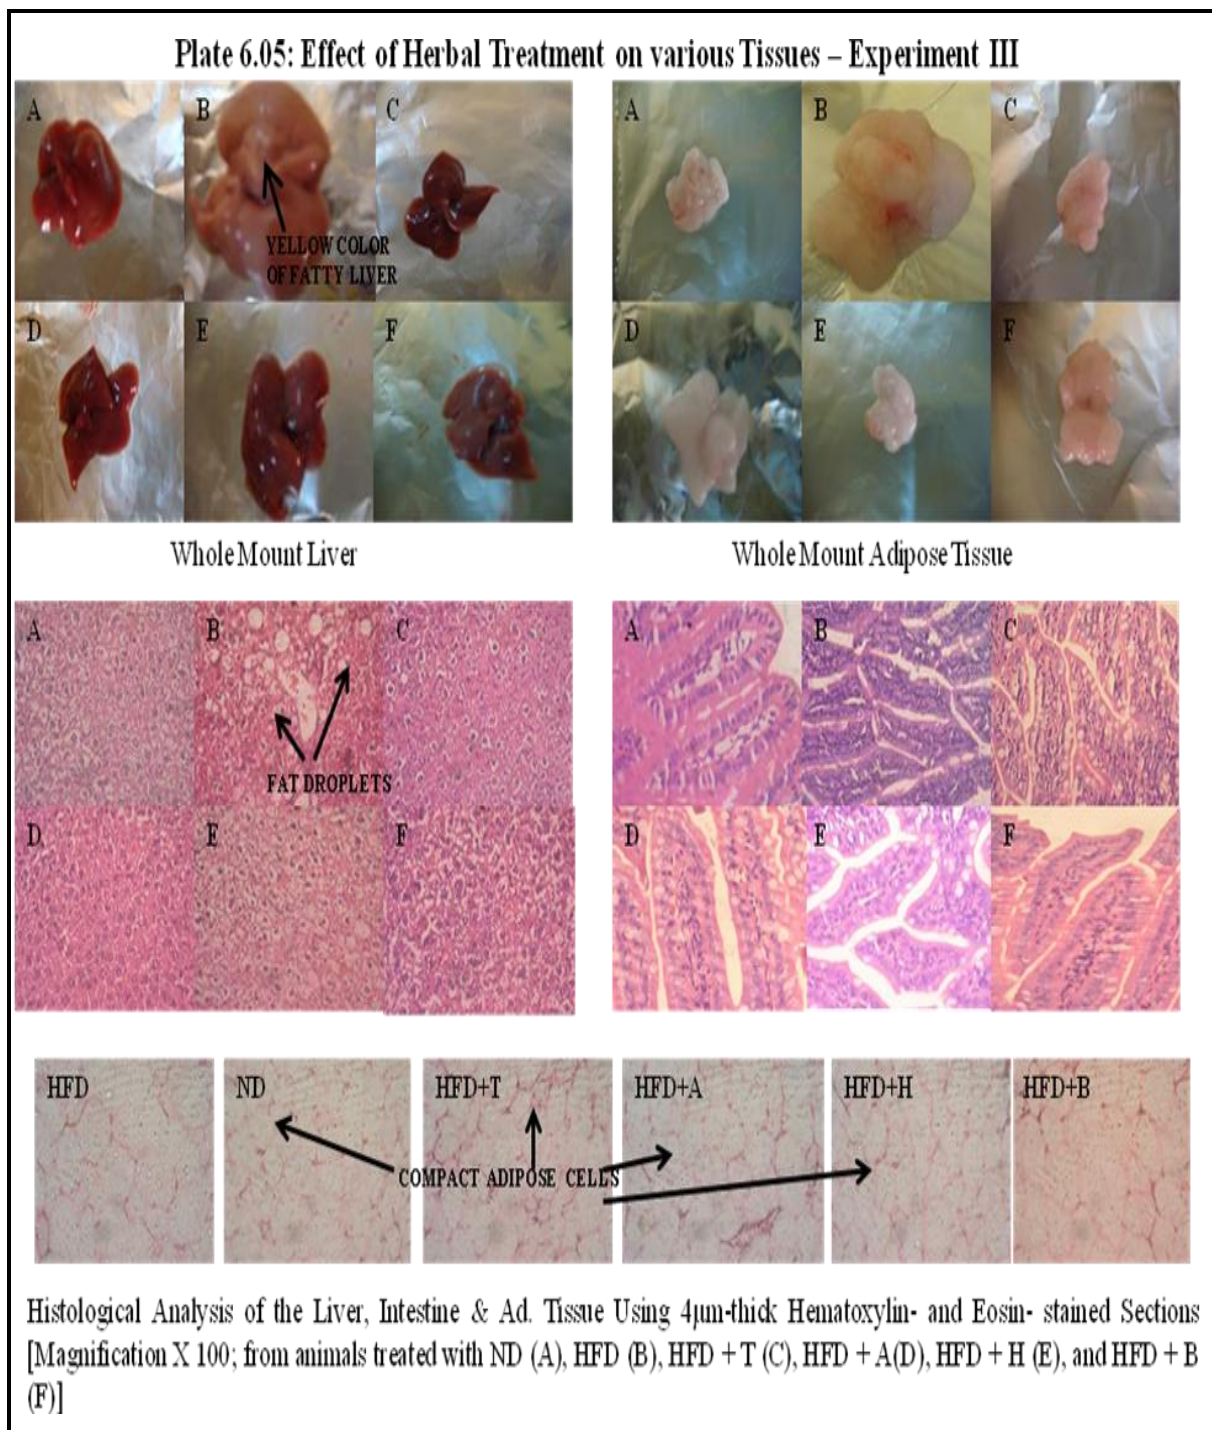 Plate 6.05: Effect of Herbal Treatment on various Tissues – Experiment III
A
B
C
YELLOW COLOR
OF FATTY LIVER
D
E
F
A
B
C
D
E
F
Whole Mount Liver
Whole Mount Adipose Tissue
A
B
C
FAT DROPLETS
D
E
F
A
B
C
D
E
F
HFD
ND
HFD+T
HFD+A
HFD+H
HFD+B
COMPACT ADIPOSE CELLS
Histological Analysis of the Liver, Intestine & Ad. Tissue Using 4μm-thick Hematoxylin- and Eosin- stained Sections
[Magnification X 100; from animals treated with ND (A), HFD (B), HFD + T (C), HFD + A(D), HFD + H (E), and HFD + B
(F)]